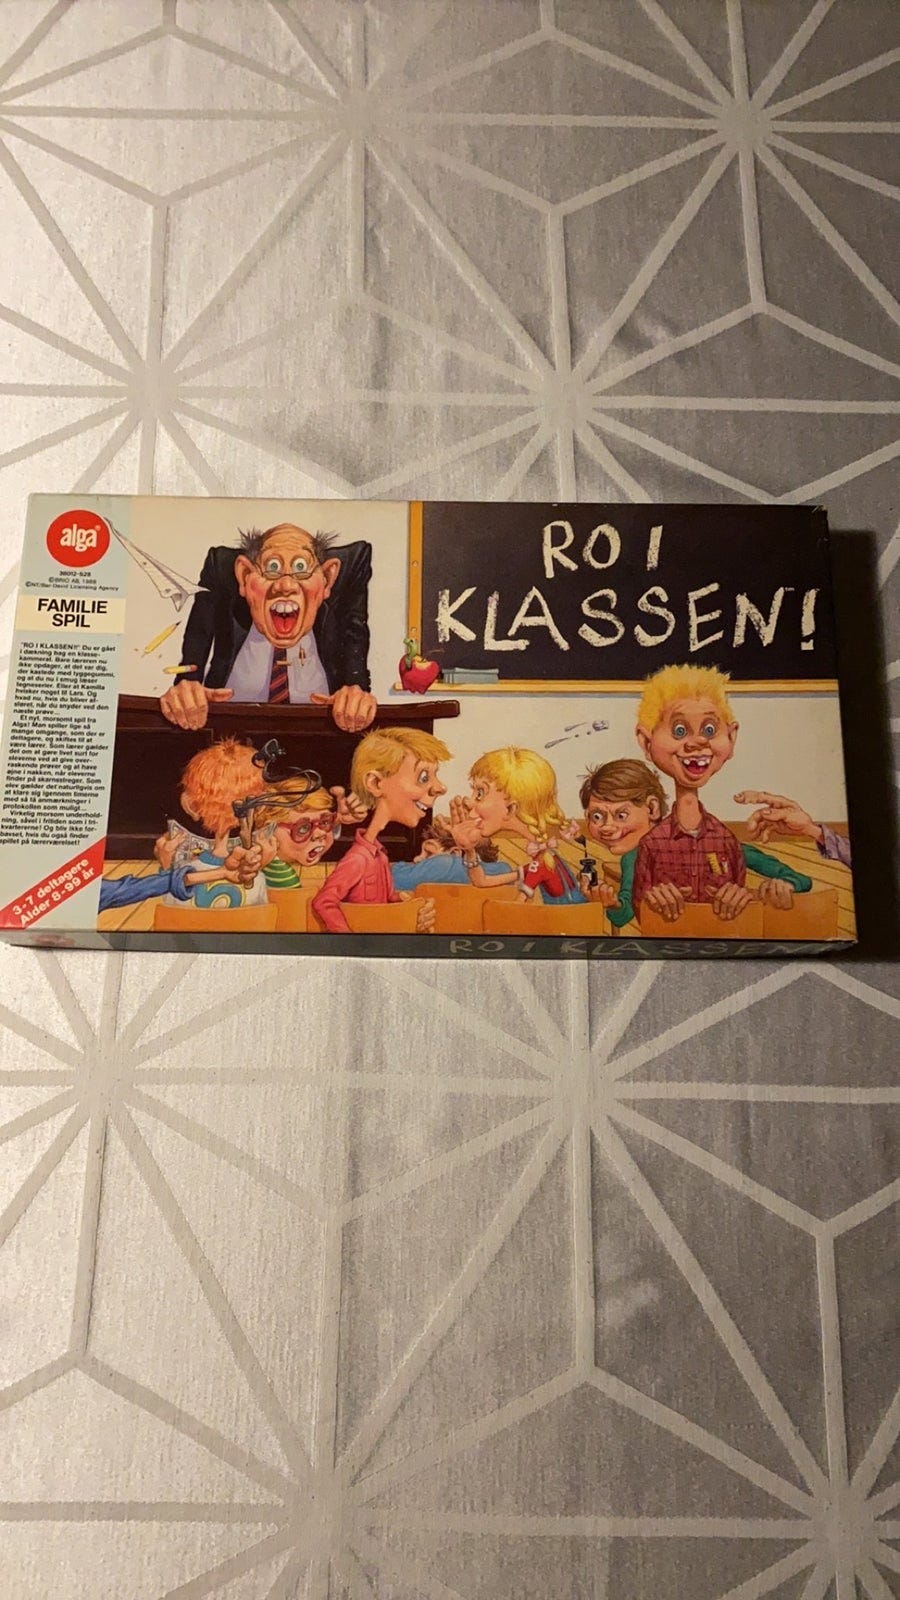 alga®
38012-528
©BRIO AB, 1988
©NT/Bar-David Licensing Agency
FAMILIE
SPIL
"RO I KLASSEN!!" Du er gået
i dækning bag en klasse-
kammerat. Bare læreren nu
ikke opdager, at det var dig,
der kastede med tyggegummi,
og at du nu i smug læser
tegneserier. Eller at Kamilla
hvisker noget til Lars. Og
hvad nu, hvis du bliver af-
sløret, når du snyder ved den
næste prøve...
Et nyt, morsomt spil fra
Alga! Man spiller lige så
mange omgange, som der er
deltagere, og skiftes til at
være lærer. Som lærer gælder
det om at gøre livet surt for
eleverne ved at give over-
raskende prøver og at have
øjne i nakken, når eleverne
finder på skarnsstreger. Som
elev gælder det naturligvis om
at klare sig igennem timerne
med så få anmærkninger i
protokollen som muligt...
Virkelig morsom underhold-
ning, såvel i fritiden som i fri-
kvartererne! Og bliv ikke for-
bavset, hvis du også finder
spillet på lærerværelset!
3-7 deltagere
Alder 8-99 år
RO I
KLASSEN!
RO I KLASSEN!